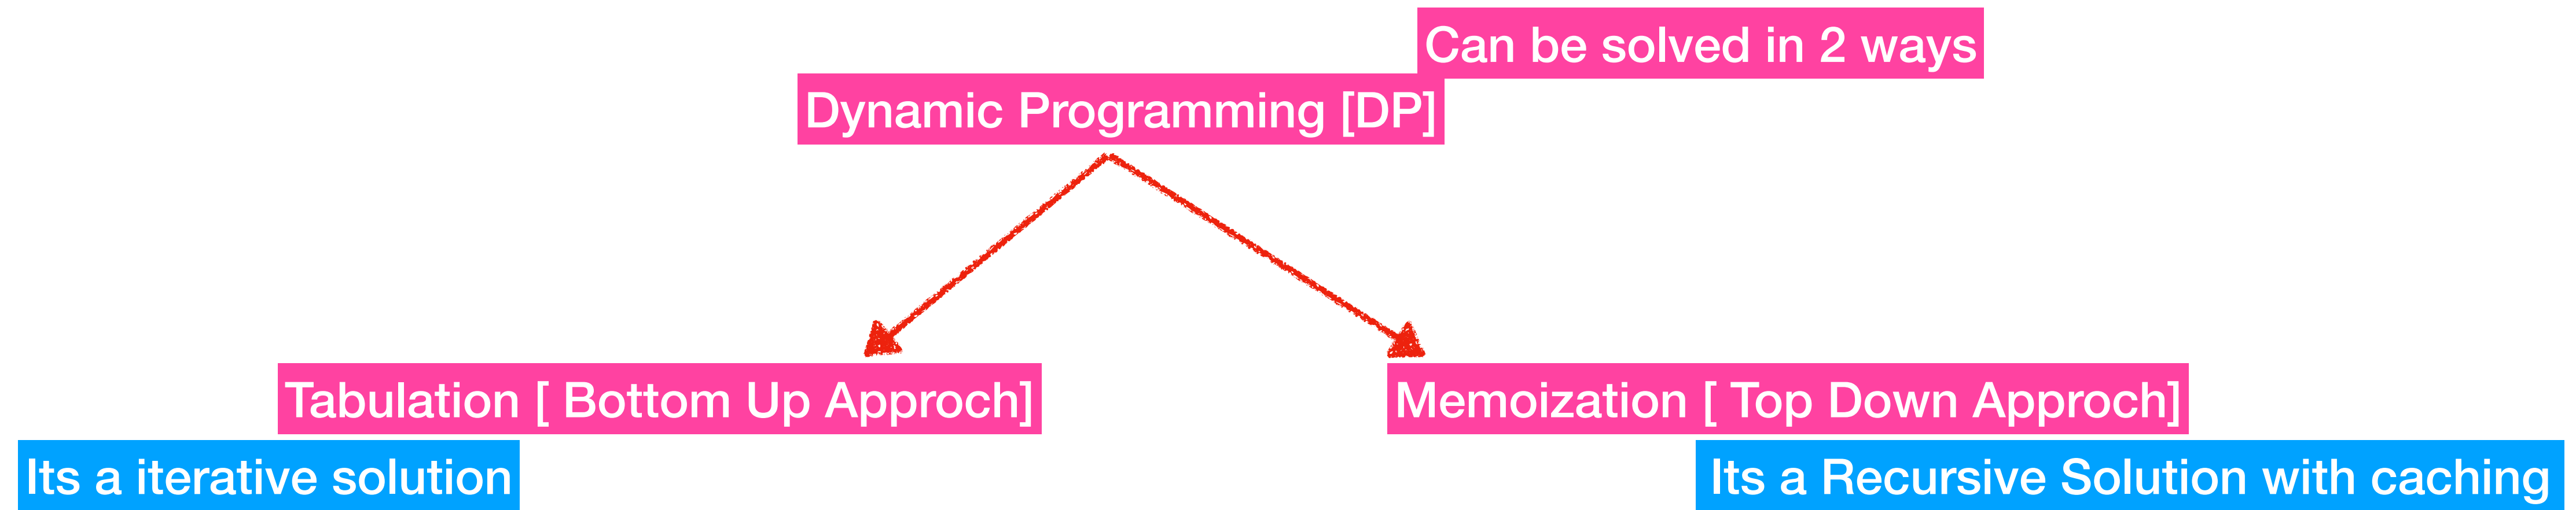 Can be solved in 2 ways
Dynamic Programming [DP]
Tabulation [ Bottom Up Approch]
Memoization [ Top Down Approch]
Its a iterative solution
Its a Recursive Solution with caching